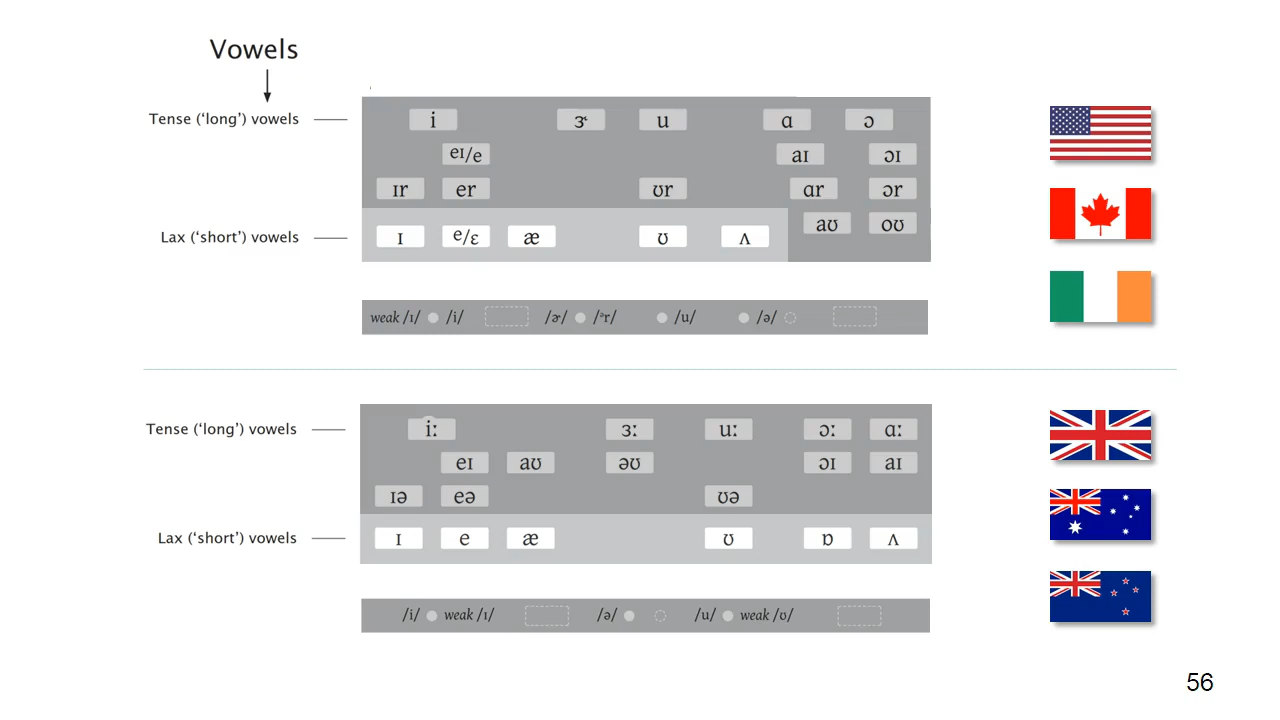 Vowels
Tense (‘long’) vowels
i ɝ u ɑ ɔ
eɪ/e aɪ ɔɪ
ɪr er ʊr ɑr ɔr
aʊ oʊ
Lax (‘short’) vowels
ɪ e/ɛ æ ʊ ʌ
weak /ɪ/ /i/ /ɚ/ /ᵊr/ /u/ /ə/
Tense (‘long’) vowels
iː ɜː uː ɔː ɑː
eɪ aʊ əʊ ɔɪ aɪ
ɪə eə ʊə
Lax (‘short’) vowels
ɪ e æ ʊ ɒ ʌ
/i/ weak /ɪ/ /ə/ /u/ weak /ʊ/
56